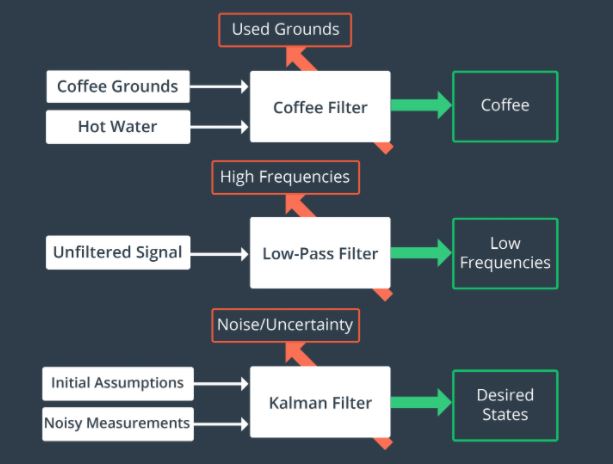 Used Grounds
Coffee Grounds
Hot Water
Coffee Filter
Coffee
High Frequencies
Unfiltered Signal
Low-Pass Filter
Low
Frequencies
Noise/Uncertainty
Initial Assumptions
Noisy Measurements
Kalman Filter
Desired
States